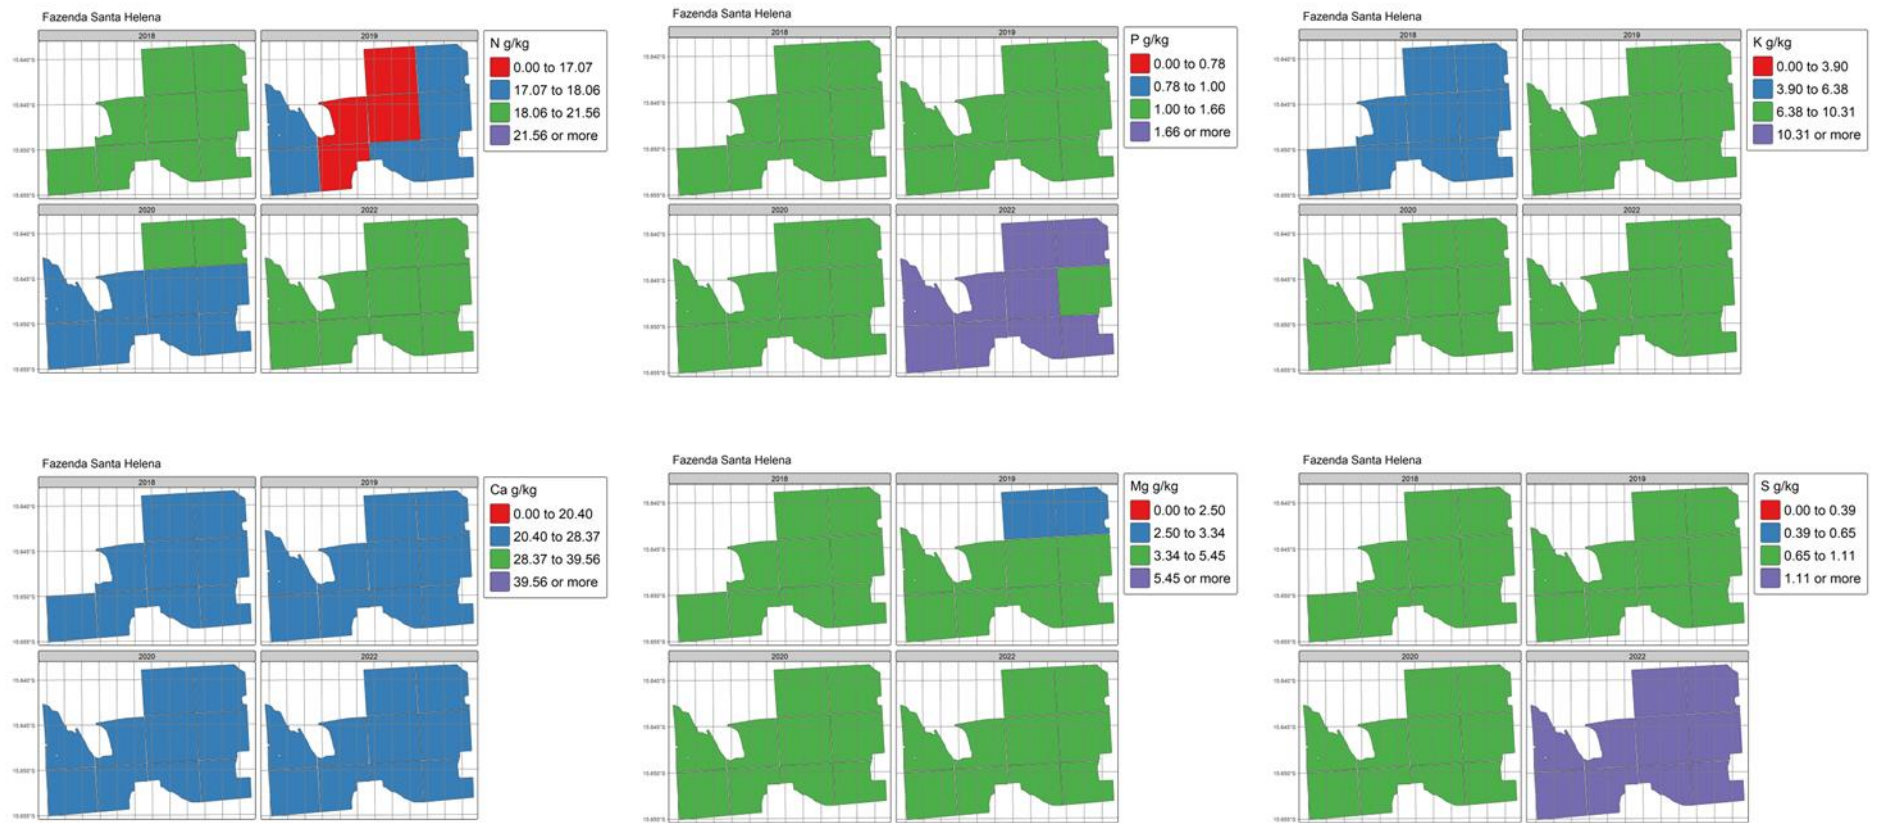 Fazenda Santa Helena
2018
2019
2020
2022
N g/kg
0.00 to 17.07
17.07 to 18.06
18.06 to 21.56
21.56 or more
Fazenda Santa Helena
2018
2019
2020
2022
P g/kg
0.00 to 0.78
0.78 to 1.00
1.00 to 1.66
1.66 or more
Fazenda Santa Helena
2018
2019
2020
2022
K g/kg
0.00 to 3.90
3.90 to 6.38
6.38 to 10.31
10.31 or more
Fazenda Santa Helena
2018
2019
2020
2022
Ca g/kg
0.00 to 20.40
20.40 to 28.37
28.37 to 39.56
39.56 or more
Fazenda Santa Helena
2018
2019
2020
2022
Mg g/kg
0.00 to 2.50
2.50 to 3.34
3.34 to 5.45
5.45 or more
Fazenda Santa Helena
2018
2019
2020
2022
S g/kg
0.00 to 0.39
0.39 to 0.65
0.65 to 1.11
1.11 or more